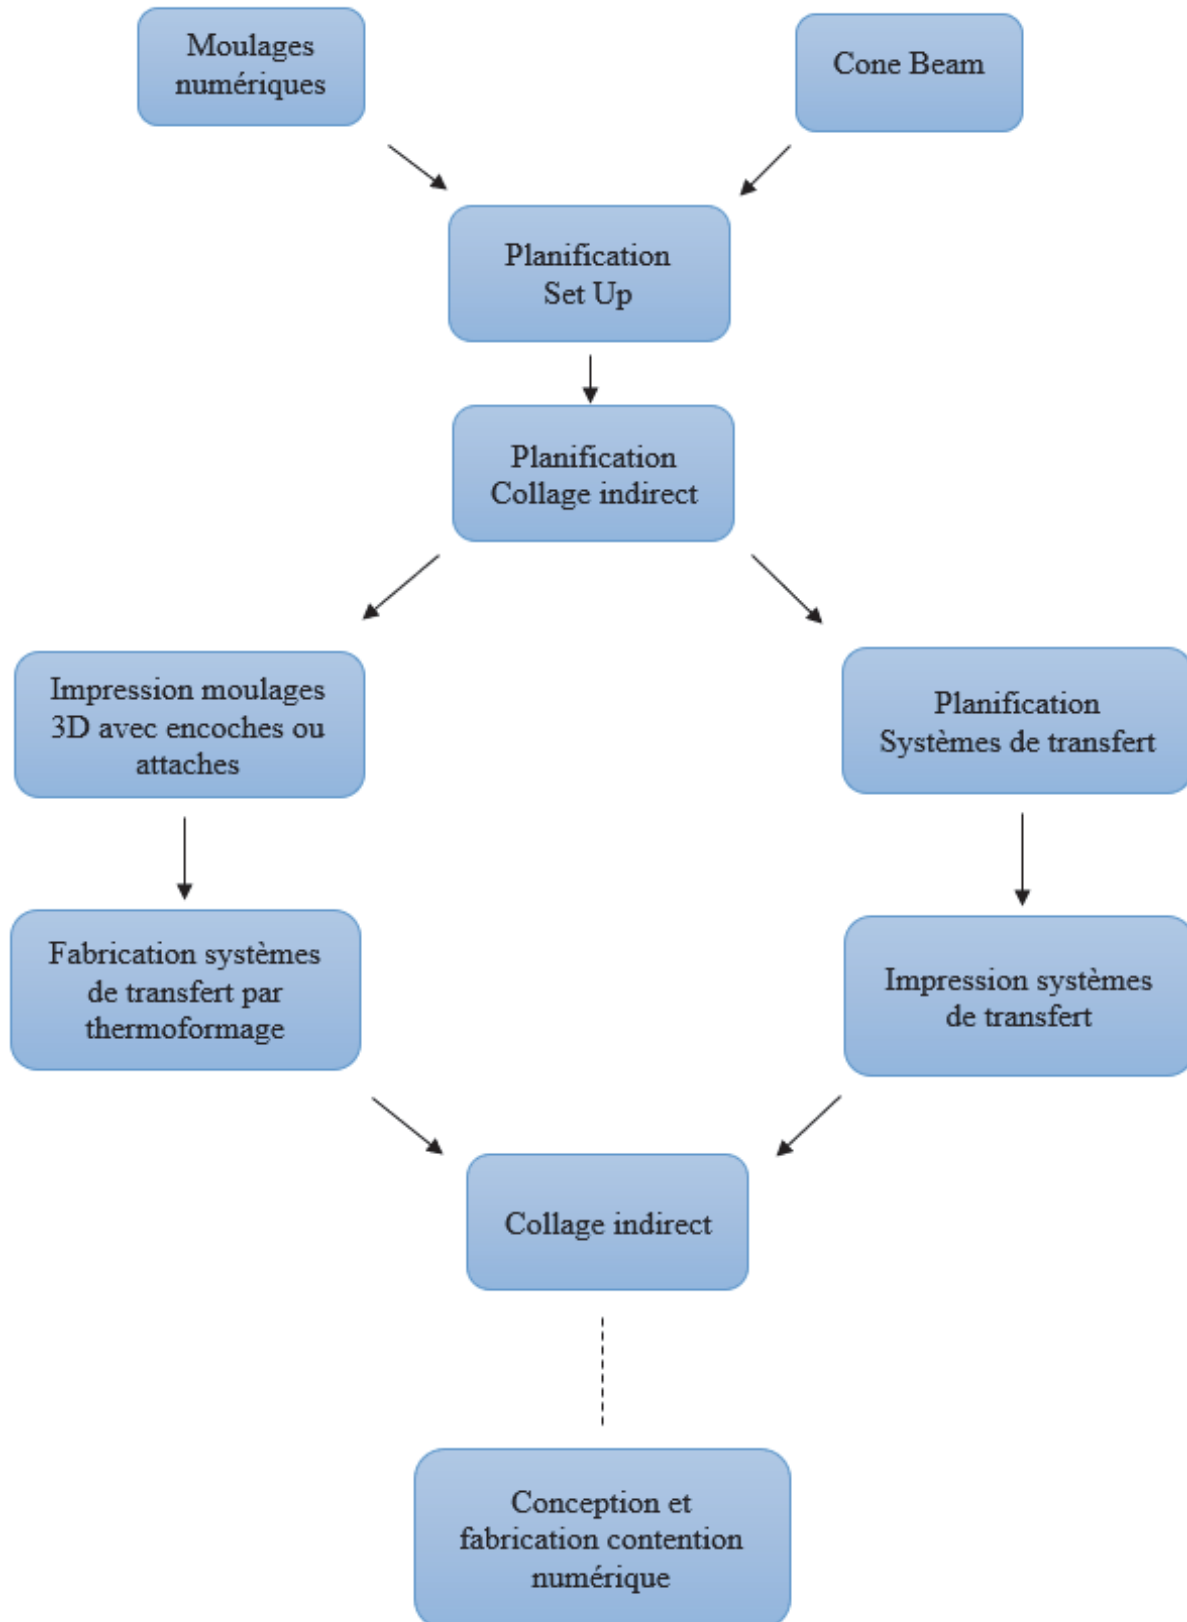 Moulages
numériques
Cone Beam
Planification
Set Up
Planification
Collage indirect
Impression moulages
3D avec encoches ou
attaches
Planification
Systèmes de transfert
Fabrication systèmes
de transfert par
thermoformage
Impression systèmes
de transfert
Collage indirect
Conception et
fabrication contention
numérique